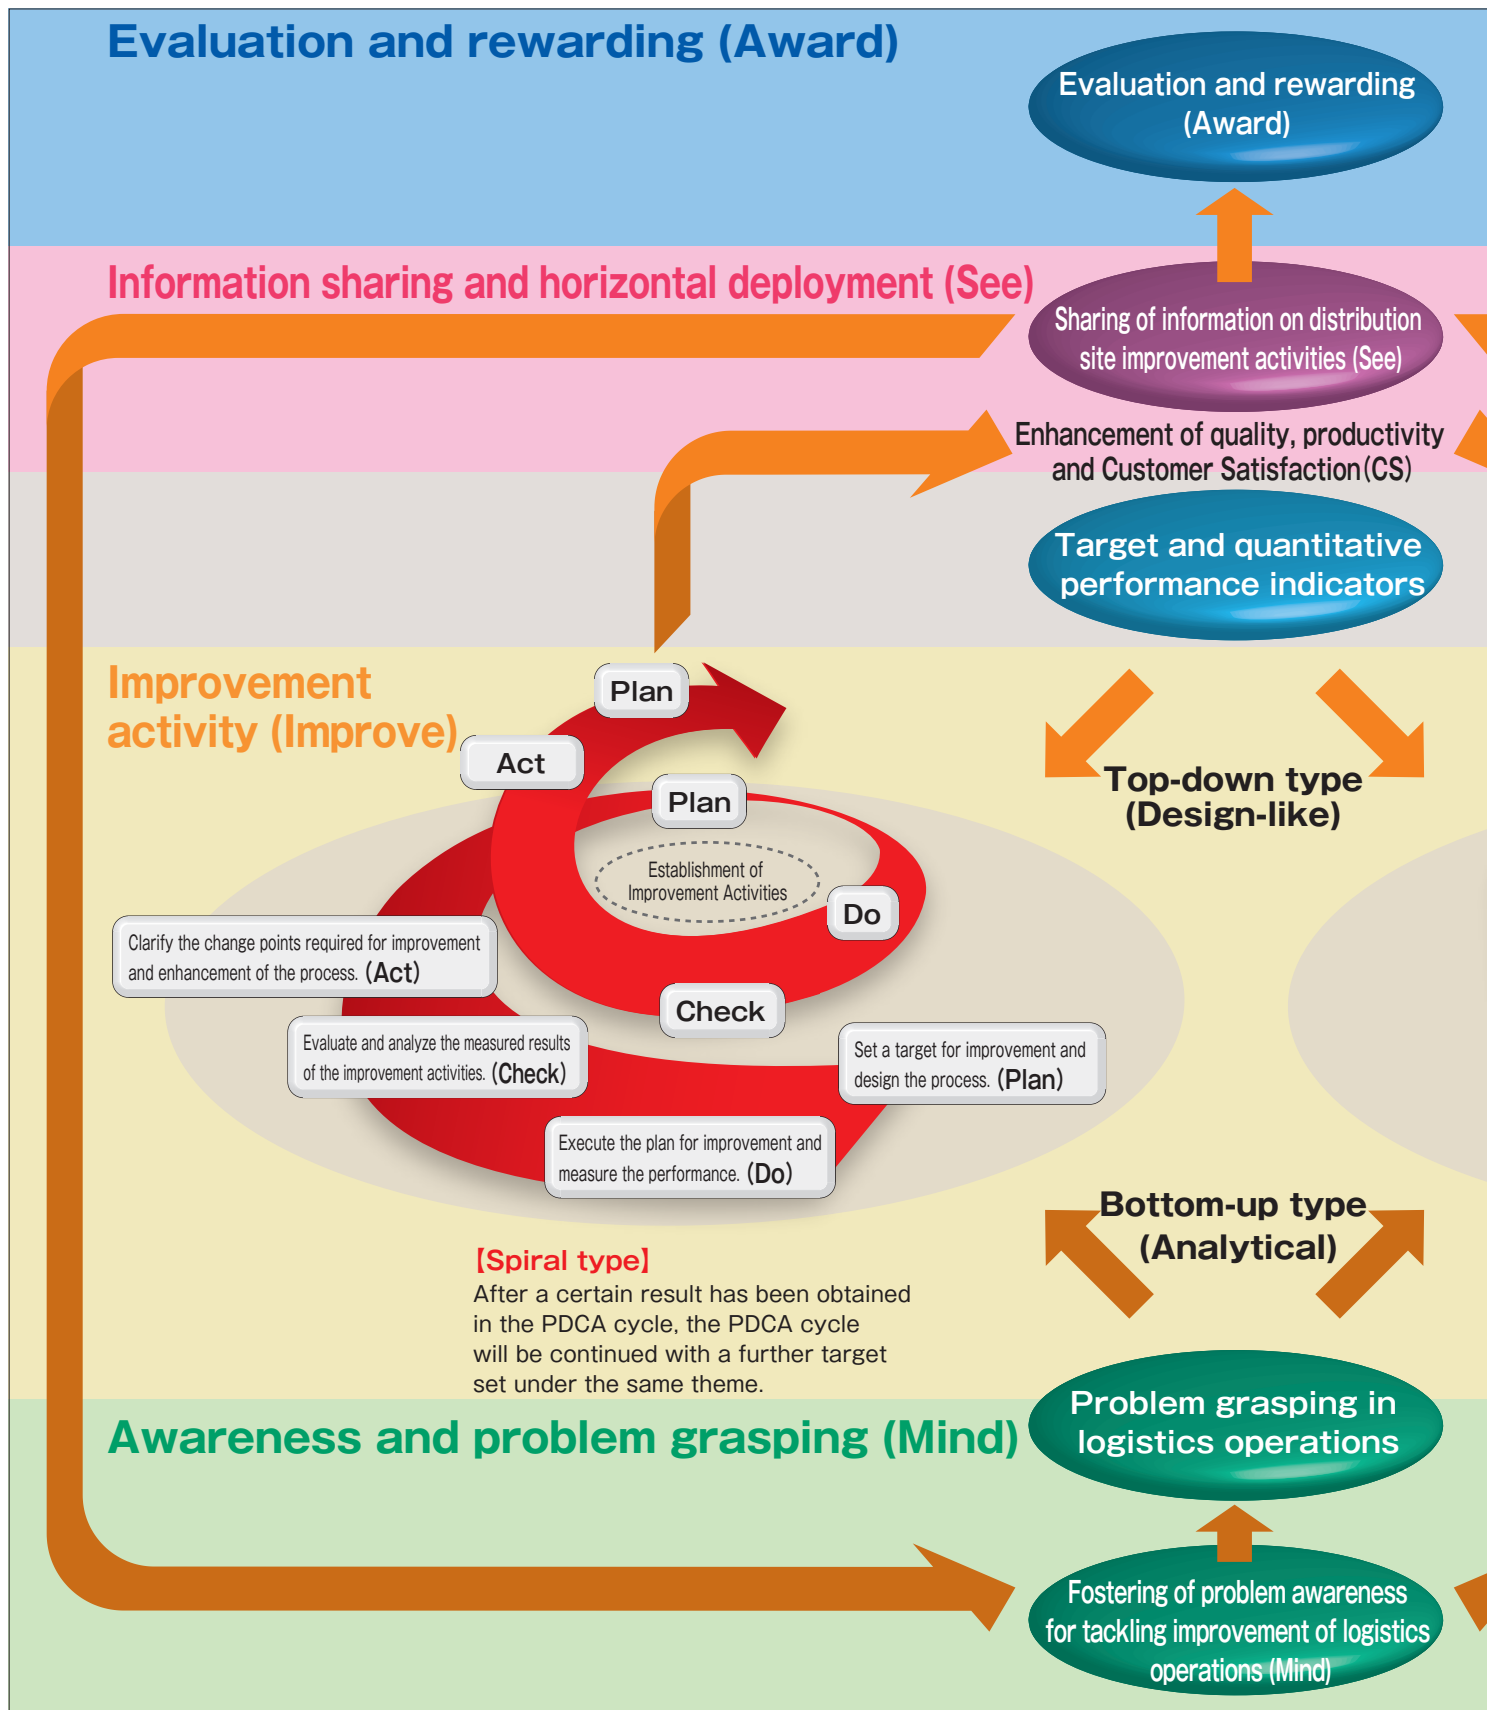 Evaluation and rewarding (Award)
Evaluation and rewarding
(Award)
Information sharing and horizontal deployment (See)
Sharing of information on distribution
site improvement activities (See)
Enhancement of quality, productivity
and Customer Satisfaction(CS)
Target and quantitative
performance indicators
Improvement
activity (Improve)
Plan
Act
Plan
Establishment of
Improvement Activities
Do
Check
Clarify the change points required for improvement
and enhancement of the process. (Act)
Evaluate and analyze the measured results
of the improvement activities. (Check)
Set a target for improvement and
design the process. (Plan)
Execute the plan for improvement and
measure the performance. (Do)
Top-down type
(Design-like)
Bottom-up type
(Analytical)
【Spiral type】
After a certain result has been obtained
in the PDCA cycle, the PDCA cycle
will be continued with a further target
set under the same theme.
Awareness and problem grasping (Mind)
Problem grasping in
logistics operations
Fostering of problem awareness
for tackling improvement of logistics
operations (Mind)